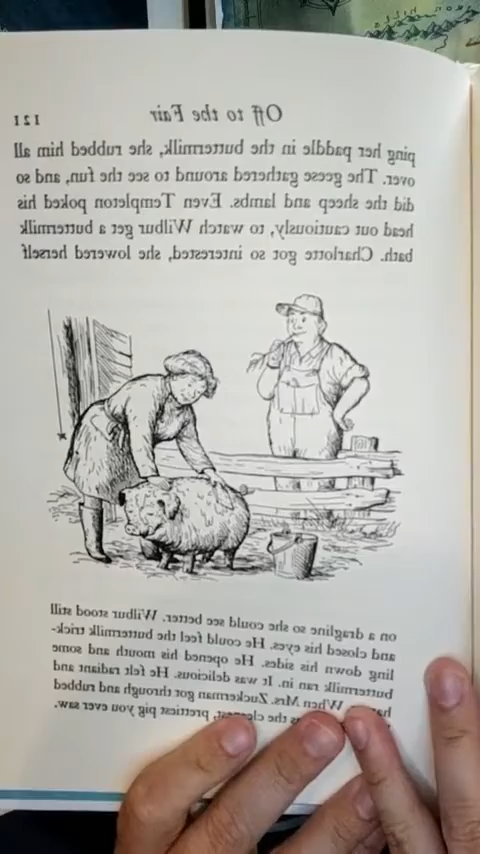 Off to the Fair 121
ping her paddle in the buttermilk, she rubbed him all
over. The geese gathered around to see the fun, and so
did the sheep and lambs. Even Templeton poked his
head out cautiously, to watch Wilbur get a buttermilk
bath. Charlotte got so interested, she lowered herself
on a dragline so she could see better. Wilbur stood still
and closed his eyes. He could feel the buttermilk trick-
ling down his sides. He opened his mouth and some
buttermilk ran in. It was delicious. He felt radiant and
When Mrs. Zuckerman got through and rubbed
the prettiest pig you ever saw.